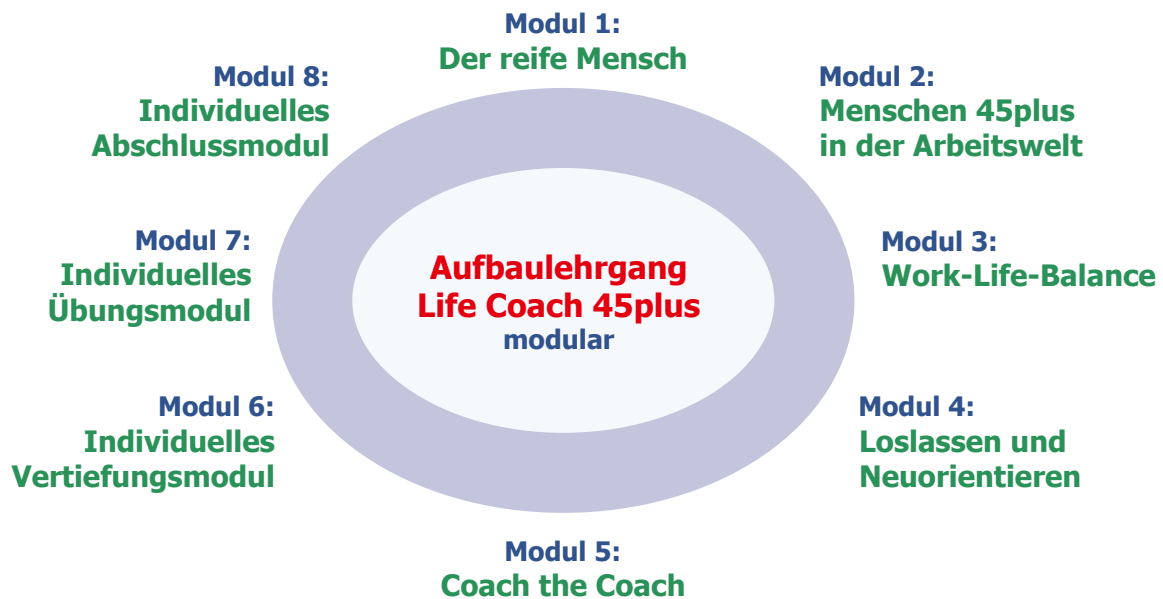 Modul 1:
Der reife Mensch
Modul 2:
Menschen 45plus
in der Arbeitswelt
Modul 3:
Work-Life-Balance
Modul 4:
Loslassen und
Neuorientieren
Modul 5:
Coach the Coach
Modul 6:
Individuelles
Vertiefungsmodul
Modul 7:
Individuelles
Übungsmodul
Modul 8:
Individuelles
Abschlussmodul
Aufbaulehrgang
Life Coach 45plus
modular